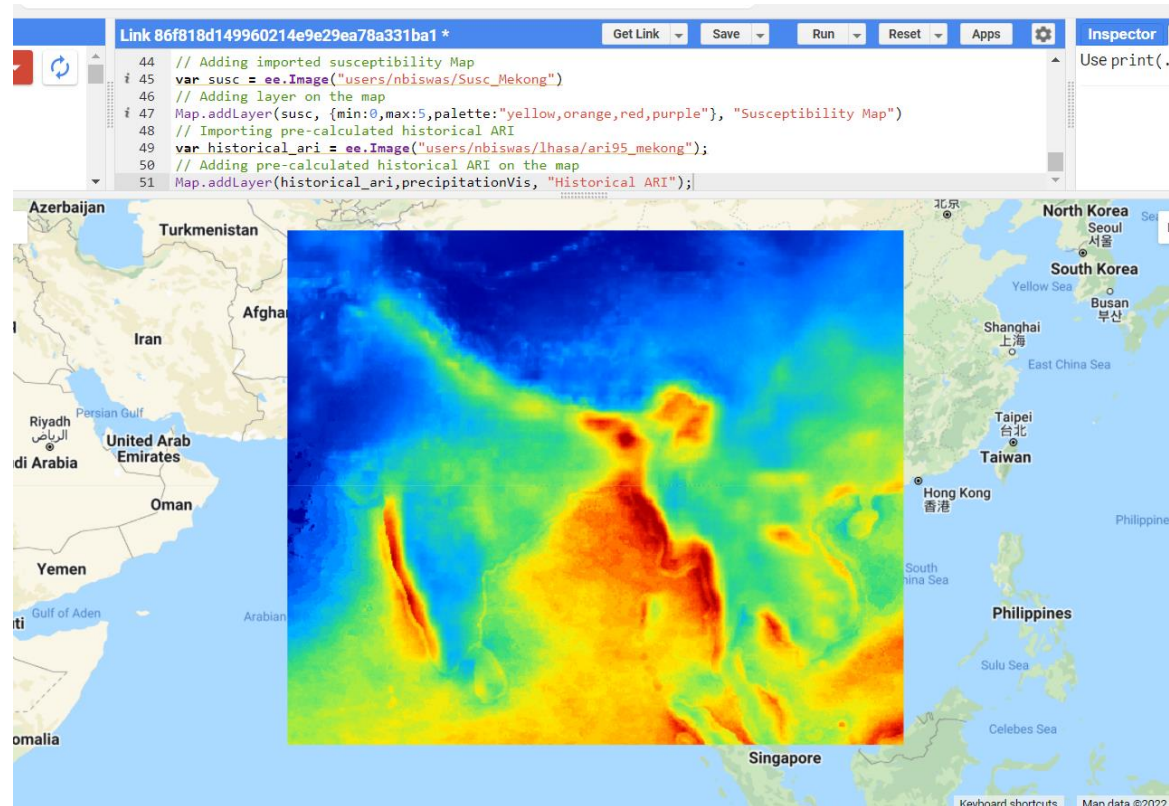 Link 86f818d149960214e9e29ea78a331ba1 *
Get Link
Save
Run
Reset
Apps
Inspector
Use print(.
44 // Adding imported susceptibility Map
i 45 var susc = ee.Image("users/nbiswas/Susc_Mekong")
46 // Adding layer on the map
i 47 Map.addLayer(susc, {min:0,max:5,palette:"yellow,orange,red,purple"}, "Susceptibility Map")
48 // Importing pre-calculated historical ARI
49 var historical_ari = ee.Image("users/nbiswas/lhasa/ari95_mekong");
50 // Adding pre-calculated historical ARI on the map
51 Map.addLayer(historical_ari,precipitationVis, "Historical ARI");
Azerbaijan
Turkmenistan
北京
North Korea
Seoul
서울
South Korea
Yellow Sea
Busan
부산
Afghan
Iran
Shanghai
上海
East China Sea
Riyadh
الرياض
Persian Gulf
United Arab
Emirates
di Arabia
Taipei
台北
Taiwan
Oman
Hong Kong
香港
Philippine
Yemen
South
hina Sea
Gulf of Aden
Arabian
Philippines
Sulu Sea
omalia
Celebes Sea
Singapore
Keyboard shortcuts
Map data ©2022